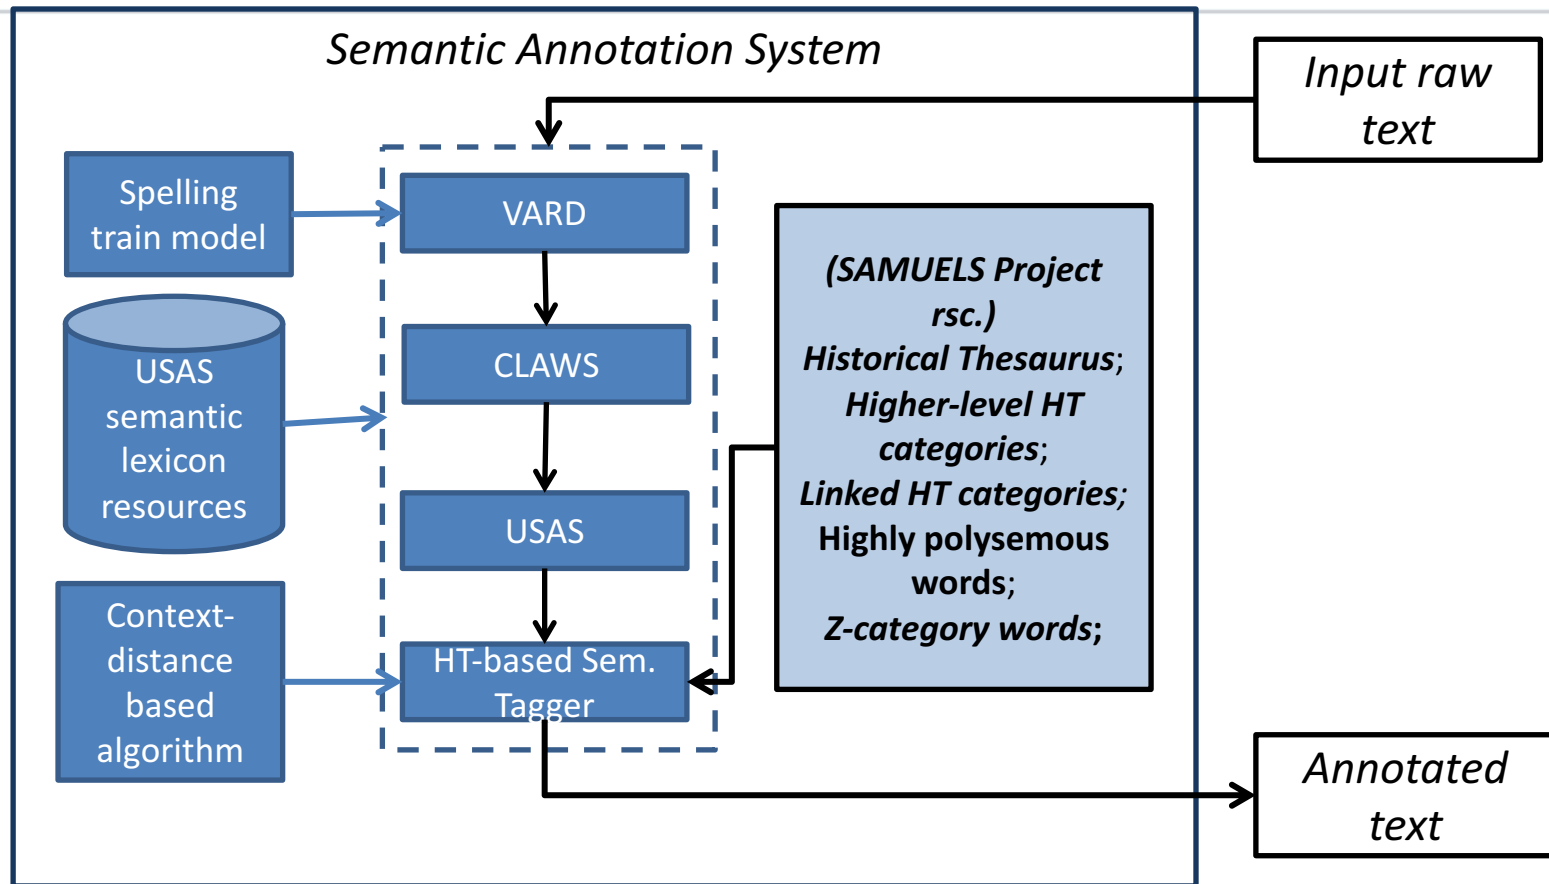 Semantic Annotation System
Input raw
text
Spelling
train model
VARD
(SAMUELS Project
rsc.)
Historical Thesaurus;
Higher-level HT
categories;
Linked HT categories;
Highly polysemous
words;
Z-category words;
USAS
semantic
lexicon
resources
CLAWS
USAS
Context-
distance
based
algorithm
HT-based Sem.
Tagger
Annotated
text